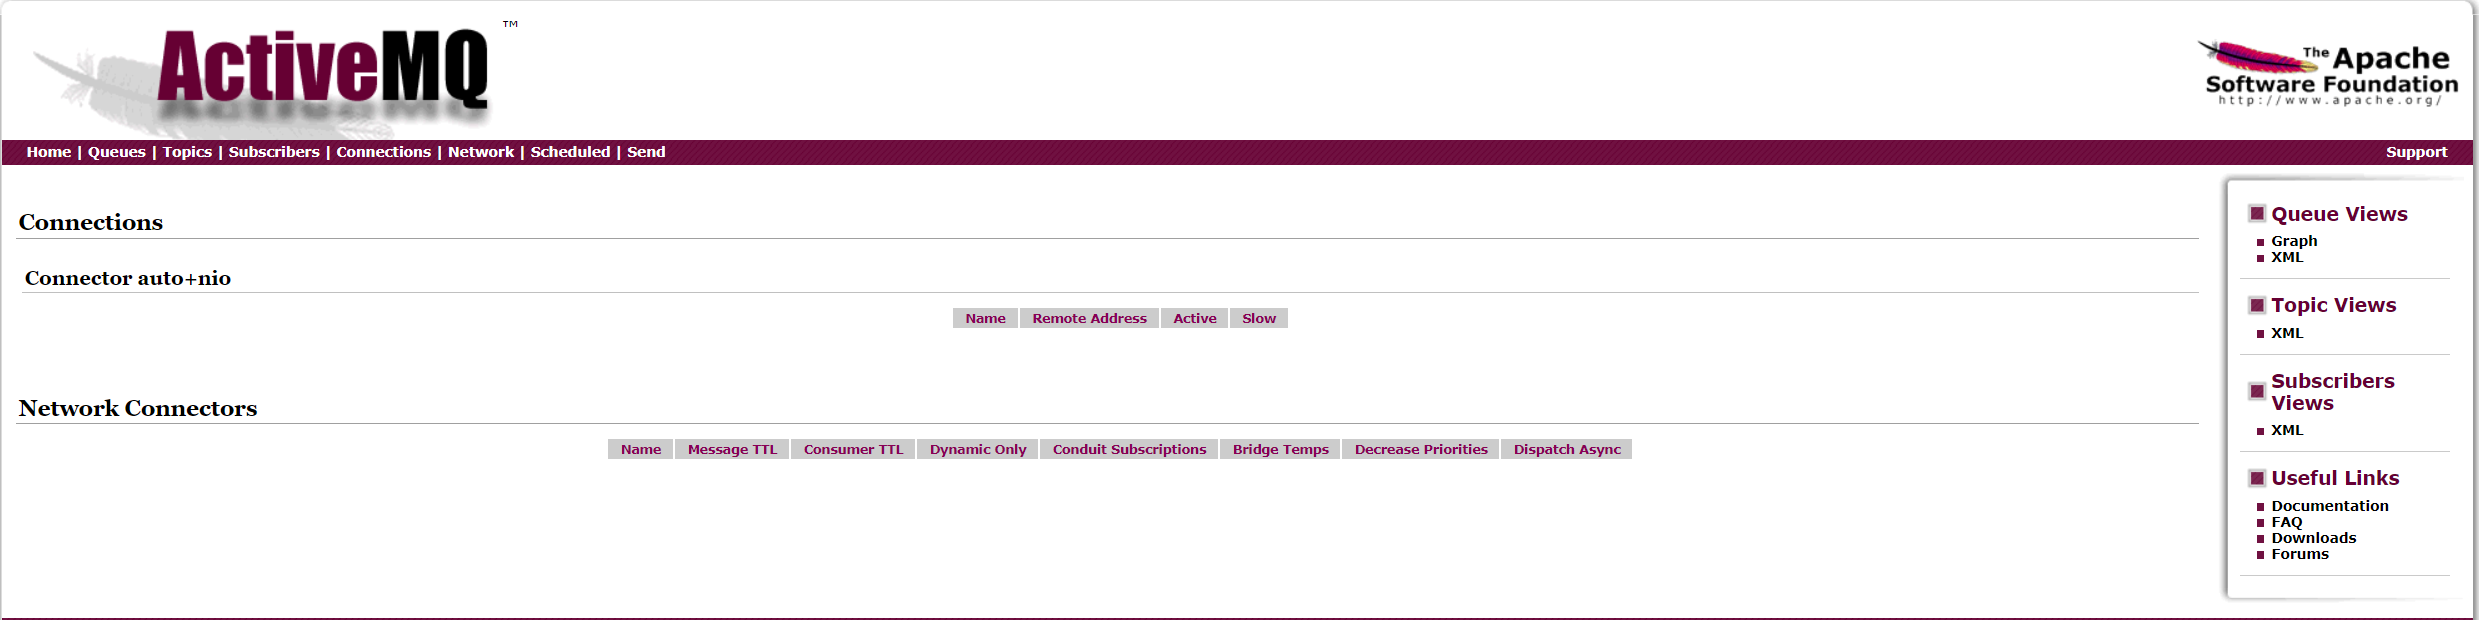 ActiveMQ ™
The Apache
Software Foundation
http://www.apache.org/
Home | Queues | Topics | Subscribers | Connections | Network | Scheduled | Send
Support
Connections
Connector auto+nio
Name Remote Address Active Slow
Network Connectors
Name Message TTL Consumer TTL Dynamic Only Conduit Subscriptions Bridge Temps Decrease Priorities Dispatch Async
Queue Views
Graph
XML
Topic Views
XML
Subscribers
Views
XML
Useful Links
Documentation
FAQ
Downloads
Forums